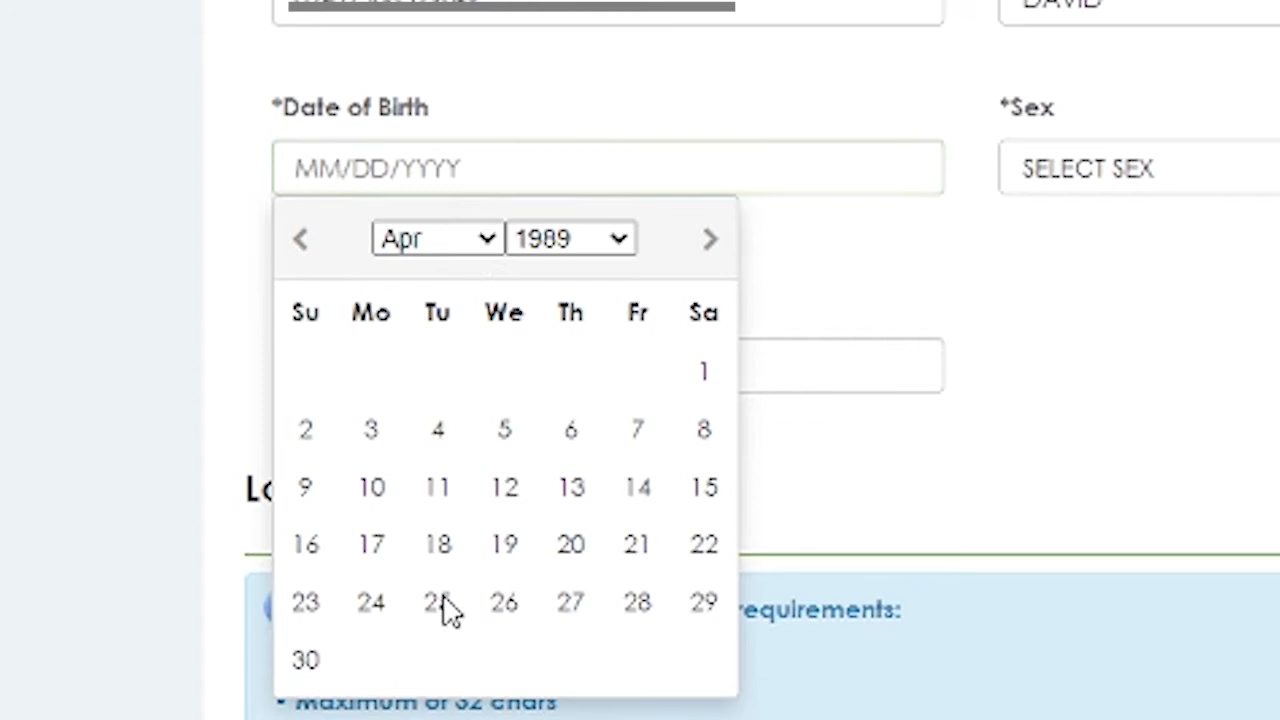 DAVID
*Date of Birth
*Sex
MM/DD/YYYY
SELECT SEX
Apr 1989
Su Mo Tu We Th Fr Sa
1
2 3 4 5 6 7 8
9 10 11 12 13 14 15
16 17 18 19 20 21 22
23 24 25 26 27 28 29
30
requirements:
• Maximum of 32 chars